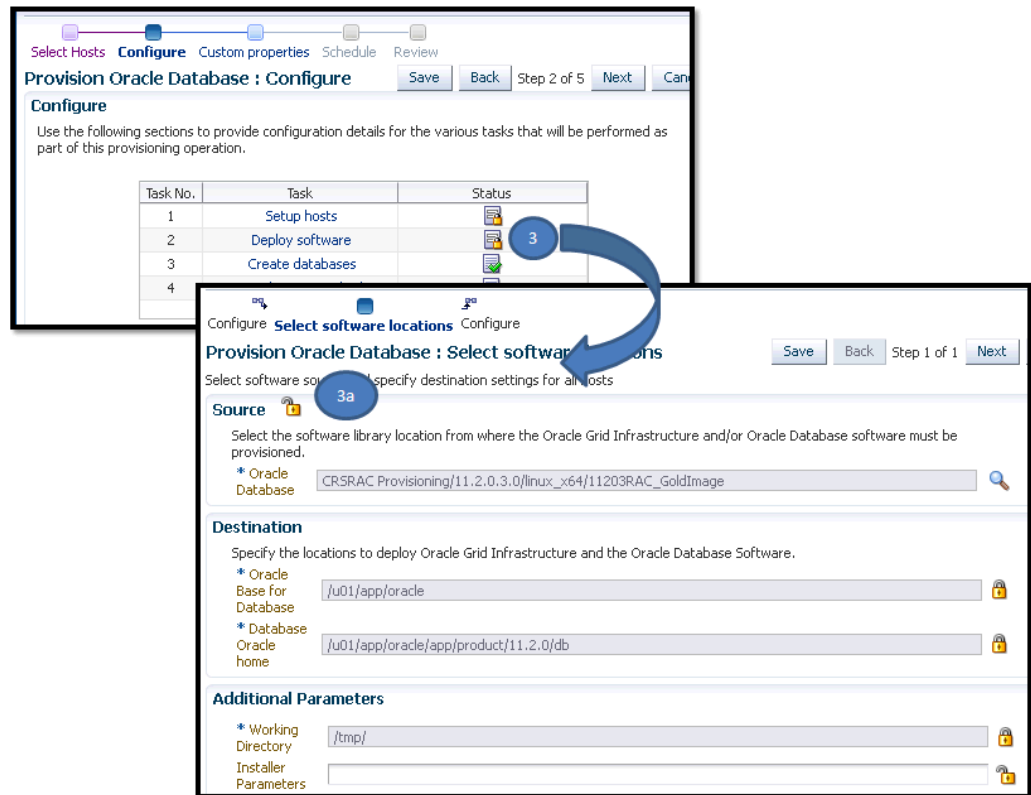 Select Hosts Configure Custom properties Schedule Review
Provision Oracle Database : Configure Save Back Step 2 of 5 Next
Configure
Use the following sections to provide configuration details for the various tasks that will be performed as
part of this provisioning operation.
Task No. Task Status
1 Setup hosts
2 Deploy software 3
3 Create databases
4
Configure Select software locations Configure
Provision Oracle Database : Select software Save Back Step 1 of 1 Next
Select software specify destination settings for all hosts
3a
Source
Select the software library location from where the Oracle Grid Infrastructure and/or Oracle Database software must be
provisioned.
* Oracle
Database
CRSRAC Provisioning/11.2.0.3.0/linux_x64/11203RAC_GoldImage
Destination
Specify the locations to deploy Oracle Grid Infrastructure and the Oracle Database Software.
* Oracle
Base for
Database
/u01/app/oracle
* Database
Oracle
home
/u01/app/oracle/app/product/11.2.0/db
Additional Parameters
* Working
Directory
/tmp/
Installer
Parameters